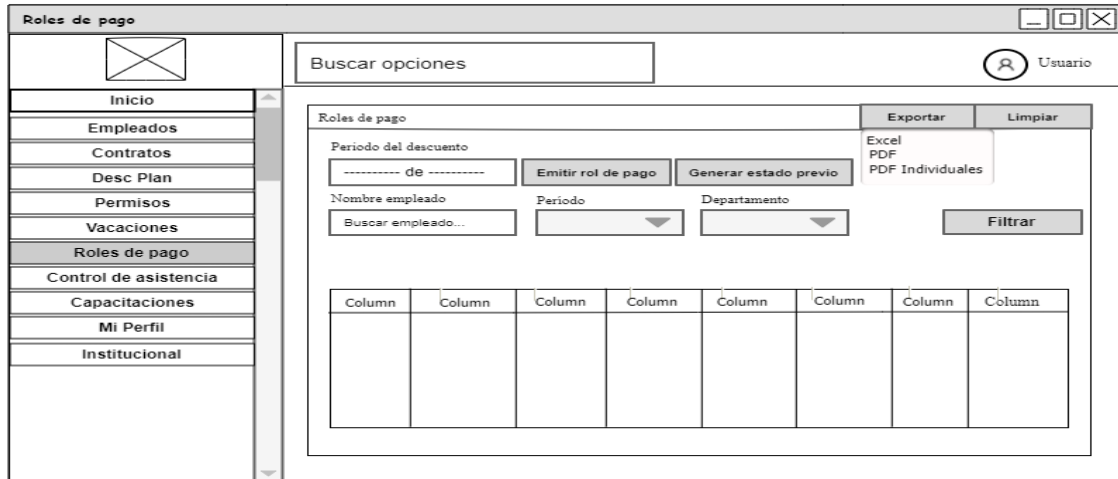 Roles de pago
Buscar opciones
Usuario
Inicio
Empleados
Contratos
Desc Plan
Permisos
Vacaciones
Roles de pago
Control de asistencia
Capacitaciones
Mi Perfil
Institucional
Roles de pago
Exportar
Limpiar
Excel
PDF
PDF Individuales
Periodo del descuento
---------- de ----------
Emitir rol de pago
Generar estado previo
Nombre empleado
Periodo
Departamento
Buscar empleado...
Filtrar
Column Column Column Column Column Column Column Column